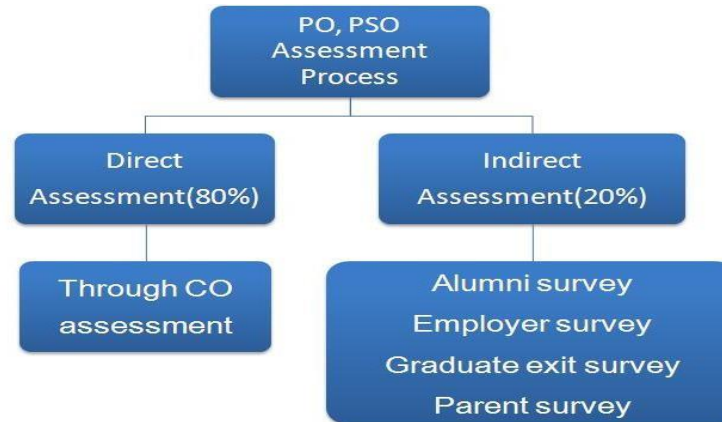 PO, PSO
Assessment
Process
Direct
Assessment(80%)
Indirect
Assessment(20%)
Through CO
assessment
Alumni survey
Employer survey
Graduate exit survey
Parent survey